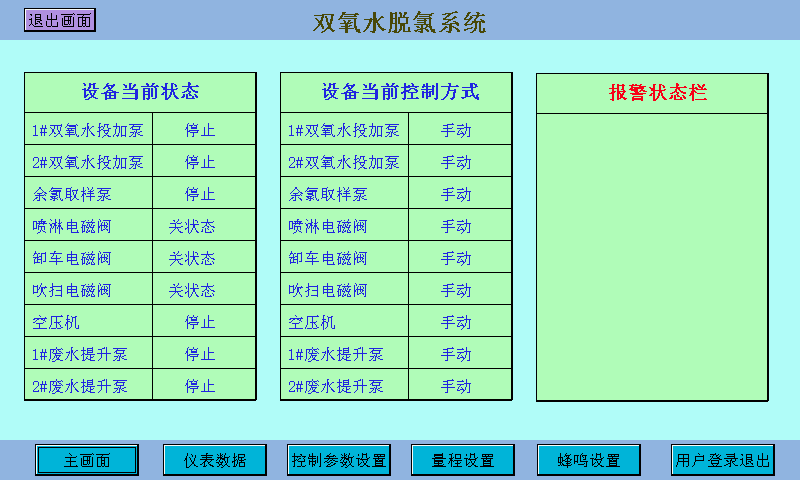 退出画面
双氧水脱氯系统
设备当前状态
1#双氧水投加泵 停止
2#双氧水投加泵 停止
余氯取样泵 停止
喷淋电磁阀 关状态
卸车电磁阀 关状态
吹扫电磁阀 关状态
空压机 停止
1#废水提升泵 停止
2#废水提升泵 停止
设备当前控制方式
1#双氧水投加泵 手动
2#双氧水投加泵 手动
余氯取样泵 手动
喷淋电磁阀 手动
卸车电磁阀 手动
吹扫电磁阀 手动
空压机 手动
1#废水提升泵 手动
2#废水提升泵 手动
报警状态栏
主画面 仪表数据 控制参数设置 量程设置 蜂鸣设置 用户登录退出